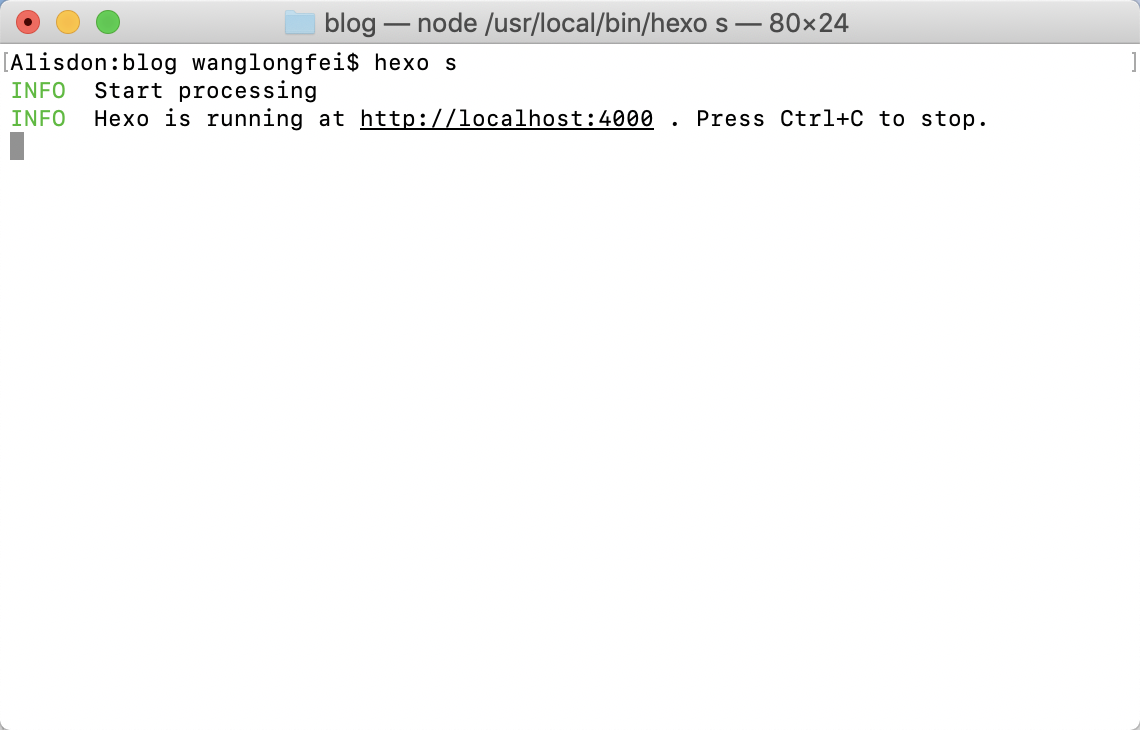 blog — node /usr/local/bin/hexo s — 80×24
[Alisdon:blog wanglongfei$ hexo s ]
INFO  Start processing
INFO  Hexo is running at http://localhost:4000 . Press Ctrl+C to stop.